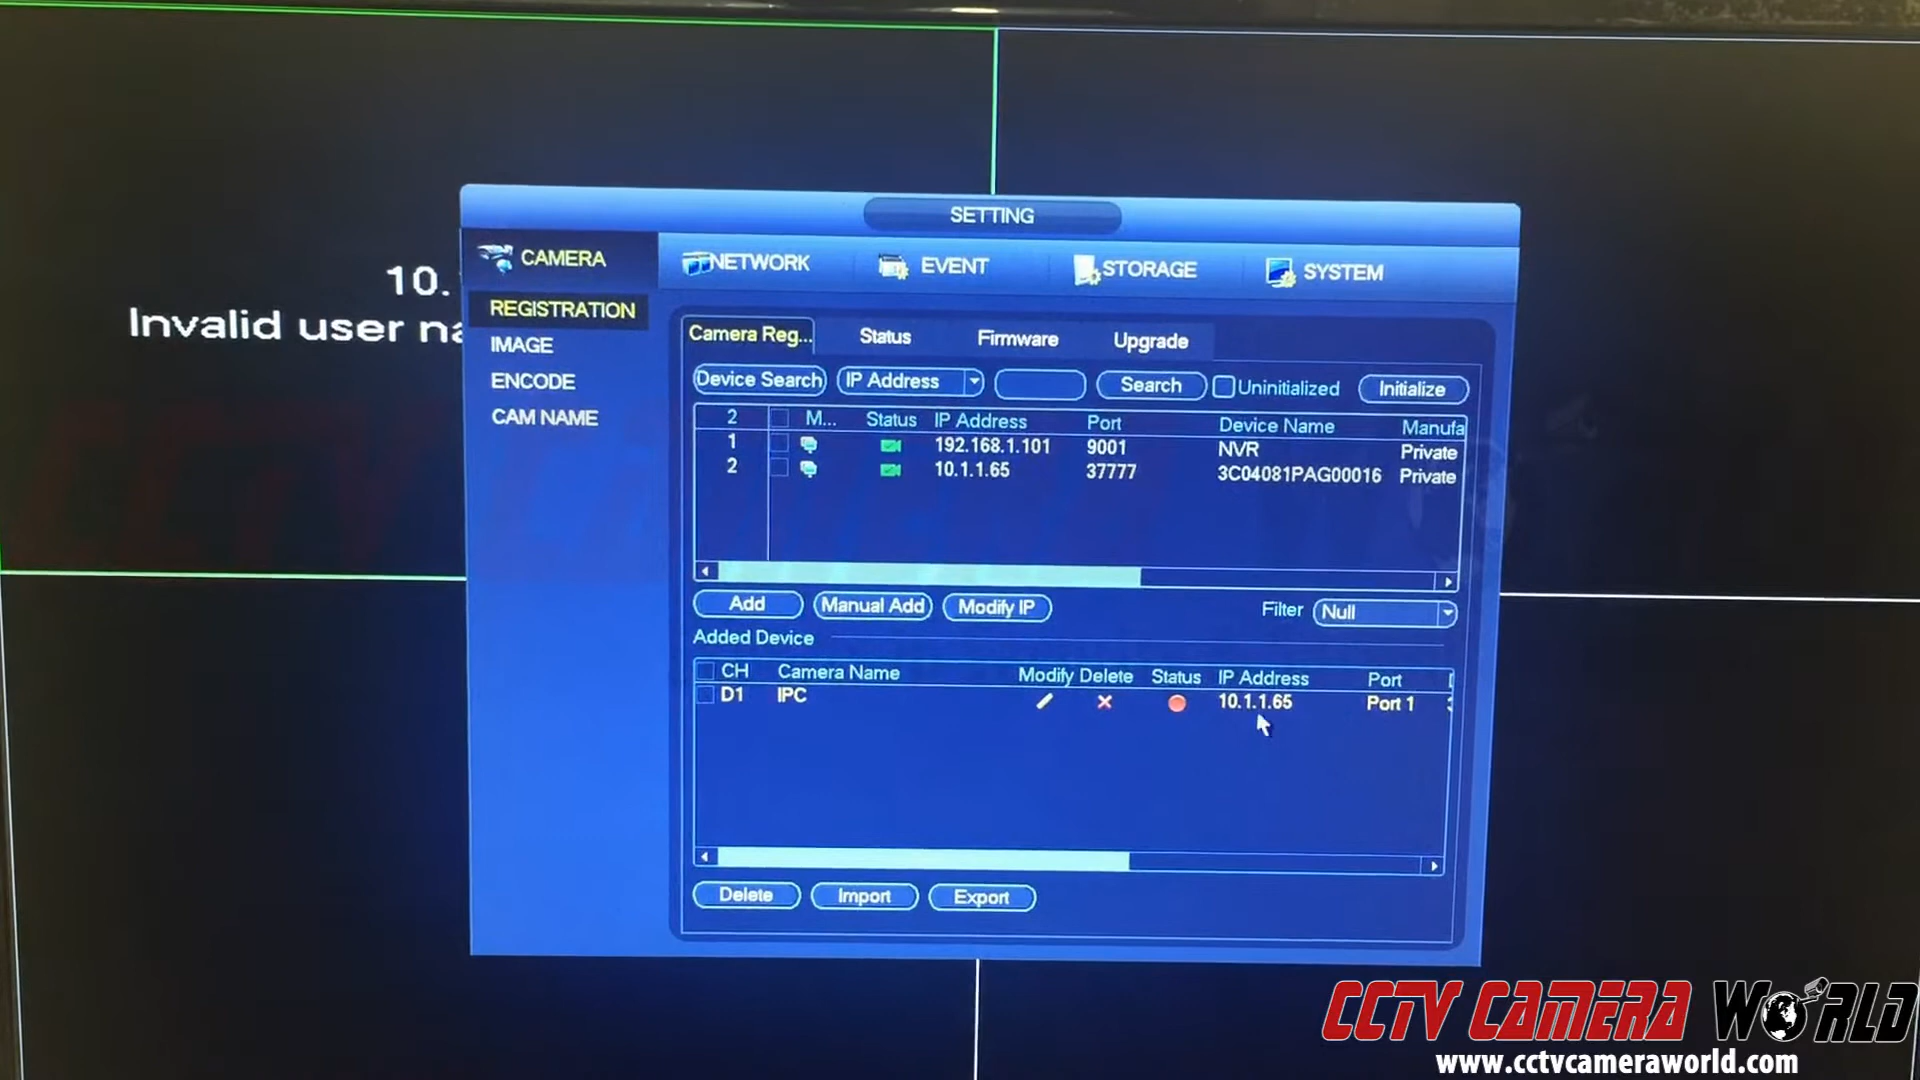 SETTING
CAMERA NETWORK EVENT STORAGE SYSTEM
10.
Invalid user na
REGISTRATION
IMAGE
ENCODE
CAM NAME
Camera Reg... Status Firmware Upgrade
Device Search IP Address Search Uninitialized Initialize
2 M... Status IP Address Port Device Name Manufa
1 192.168.1.101 9001 NVR Private
2 10.1.1.65 37777 3C04081PAG00016 Private
Add Manual Add Modify IP Filter Null
Added Device
CH Camera Name Modify Delete Status IP Address Port
D1 IPC 10.1.1.65 Port 1
Delete Import Export
CCTV CAMERA WORLD
www.cctvcameraworld.com